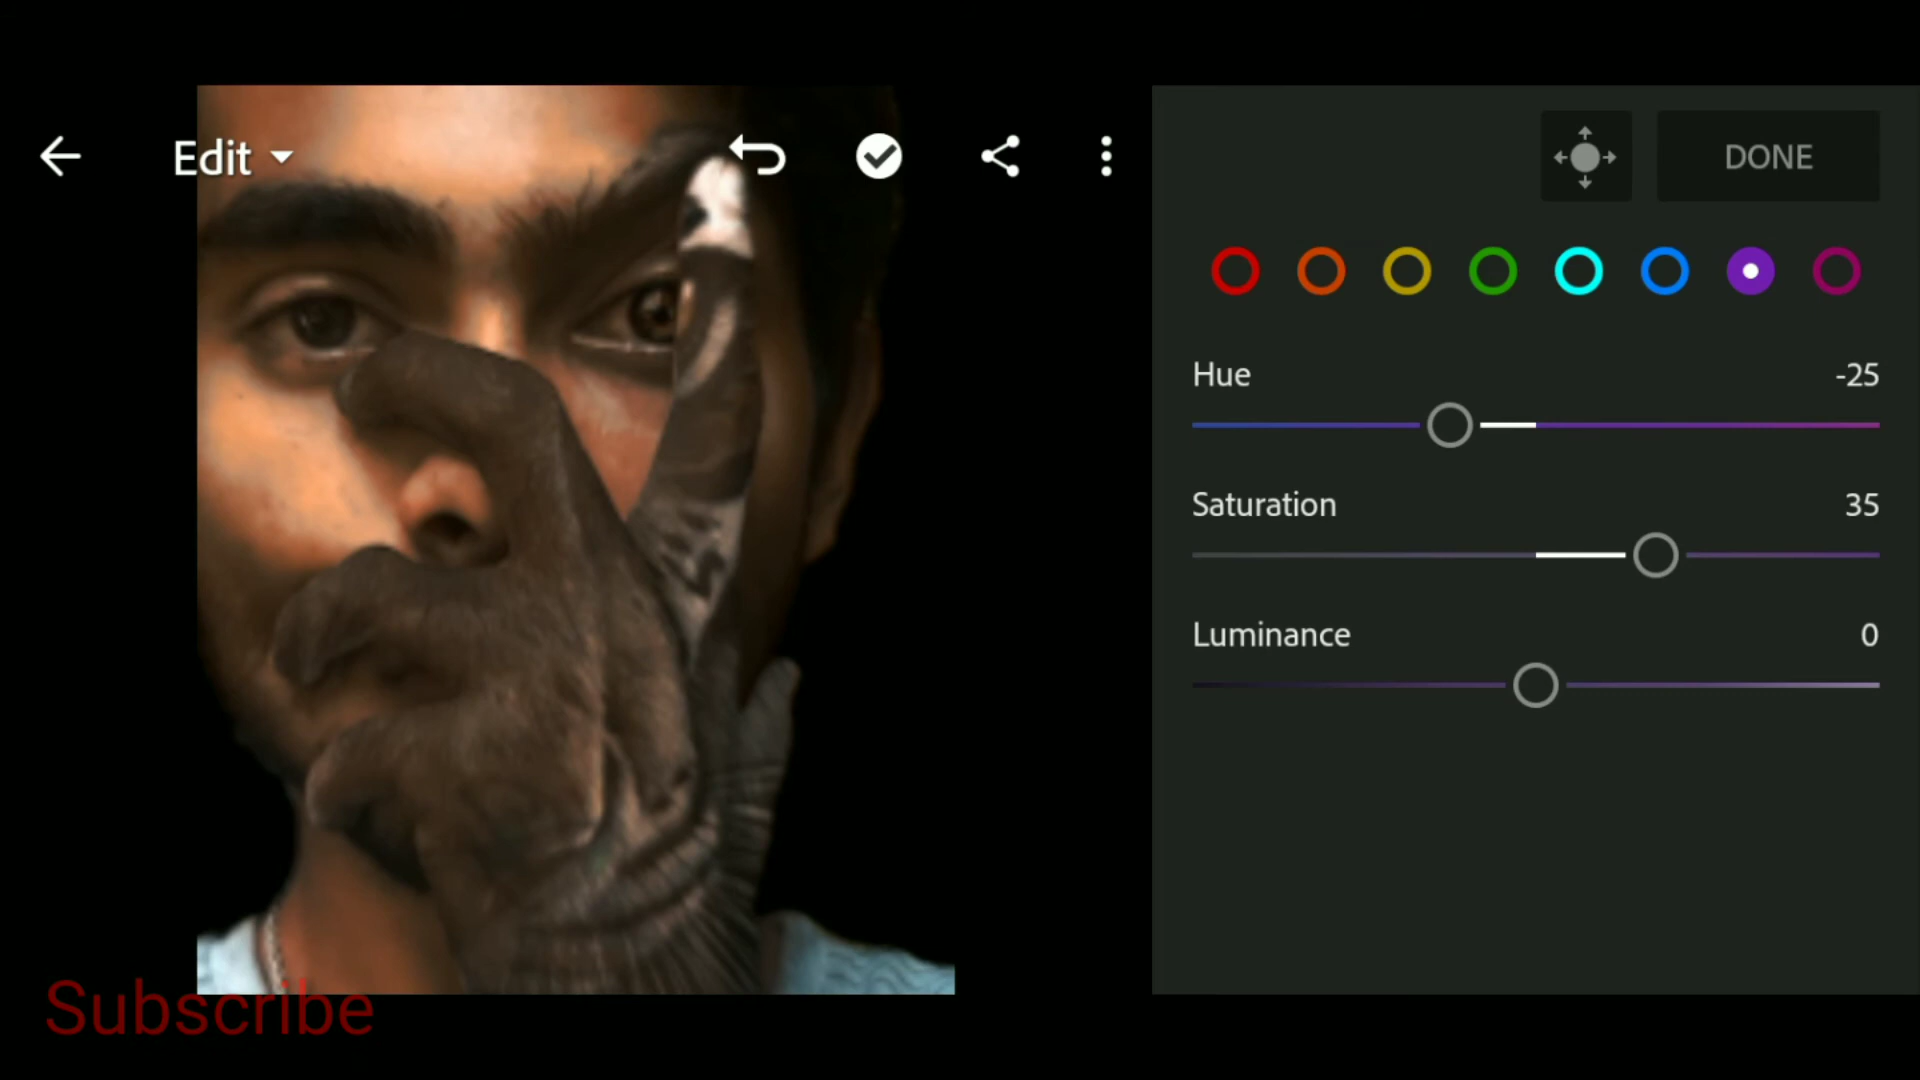 Edit
DONE
Hue -25
Saturation 35
Luminance 0
Subscribe